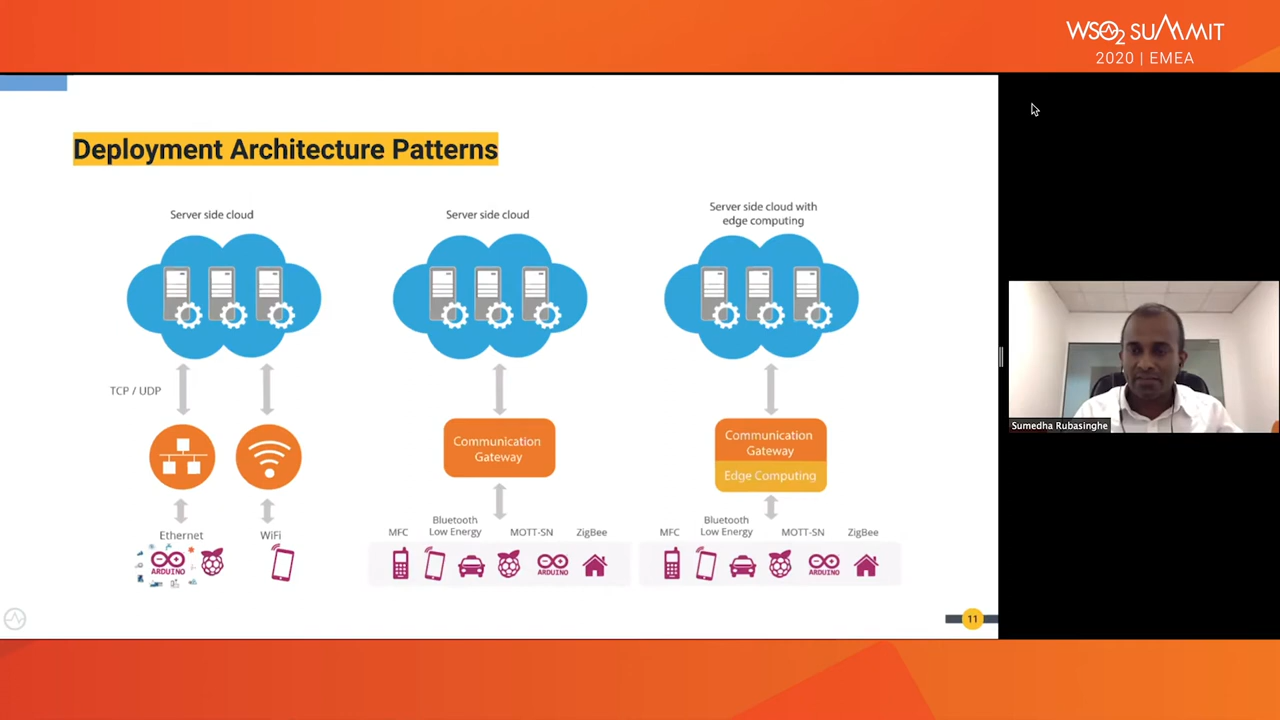 WSO2 SUMMIT
2020 | EMEA
Deployment Architecture Patterns
Server side cloud
Server side cloud
Server side cloud with
edge computing
TCP / UDP
Communication
Gateway
Communication
Gateway
Edge Computing
Ethernet
WiFi
MFC
Bluetooth
Low Energy
MOTT-SN
ZigBee
MFC
Bluetooth
Low Energy
MOTT-SN
ZigBee
ARDUINO
ARDUINO
ARDUINO
11
Sumedha Rubasinghe